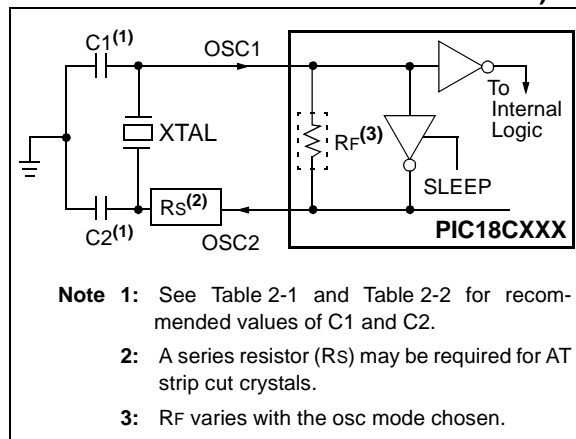 C1(1)
OSC1
To
Internal
Logic
XTAL
RF(3)
SLEEP
RS(2)
C2(1)
OSC2
PIC18CXXX
Note 1: See Table 2-1 and Table 2-2 for recom-
mended values of C1 and C2.
2: A series resistor (RS) may be required for AT
strip cut crystals.
3: RF varies with the osc mode chosen.